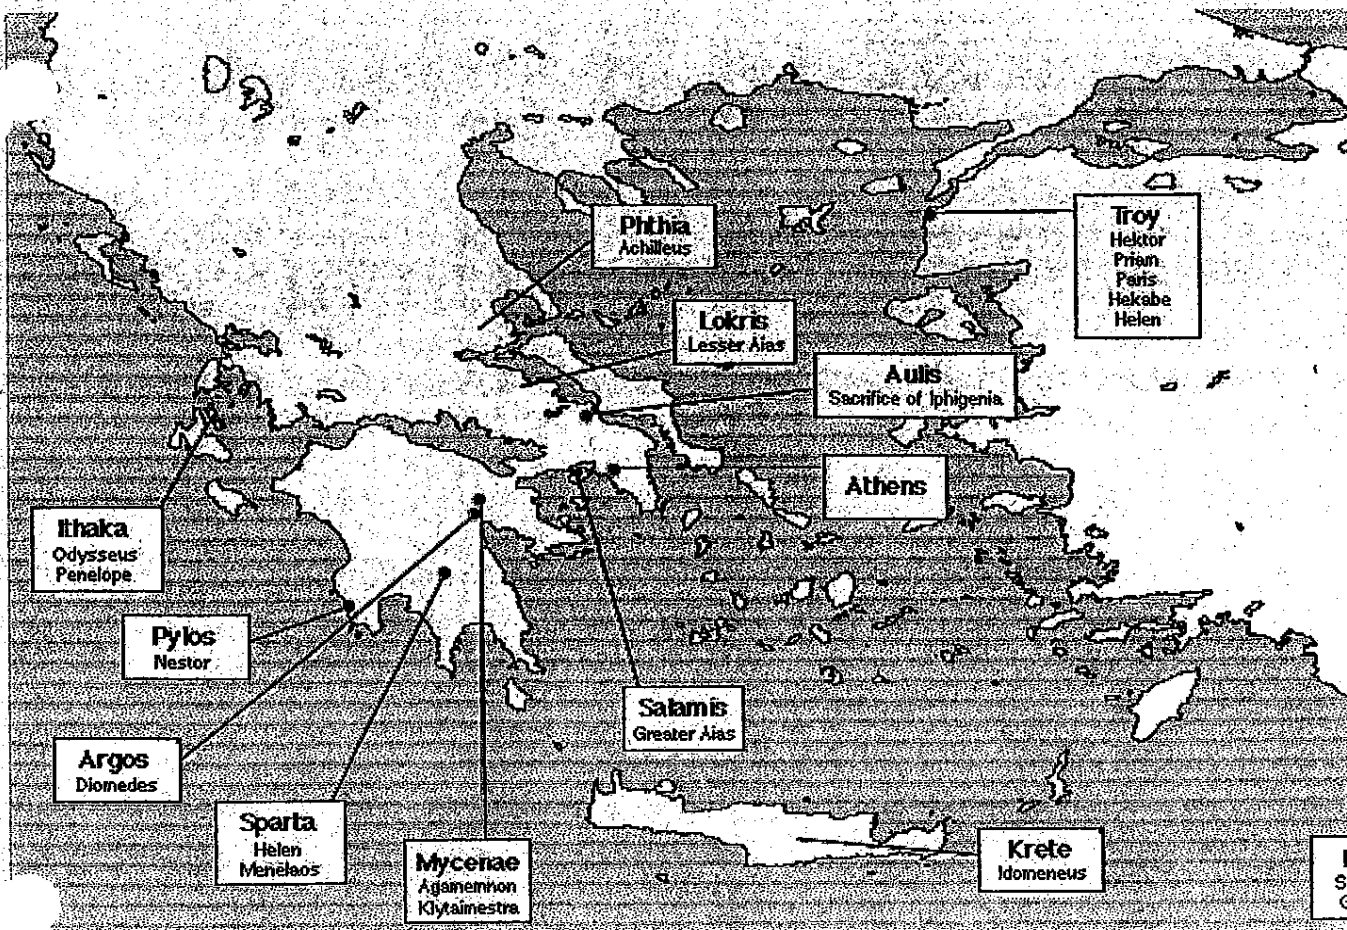 Phthia
Achilleus
Troy
Hektor
Priam
Paris
Hekabe
Helen
Lokris
Lesser Aias
Aulis
Sacrifice of Iphigenia
Athens
Ithaka
Odysseus
Penelope
Pylos
Nestor
Salamis
Greater Aias
Argos
Diomedes
Sparta
Helen
Menelaos
Mycenae
Agamemnon
Klytaimestra
Krete
Idomeneus